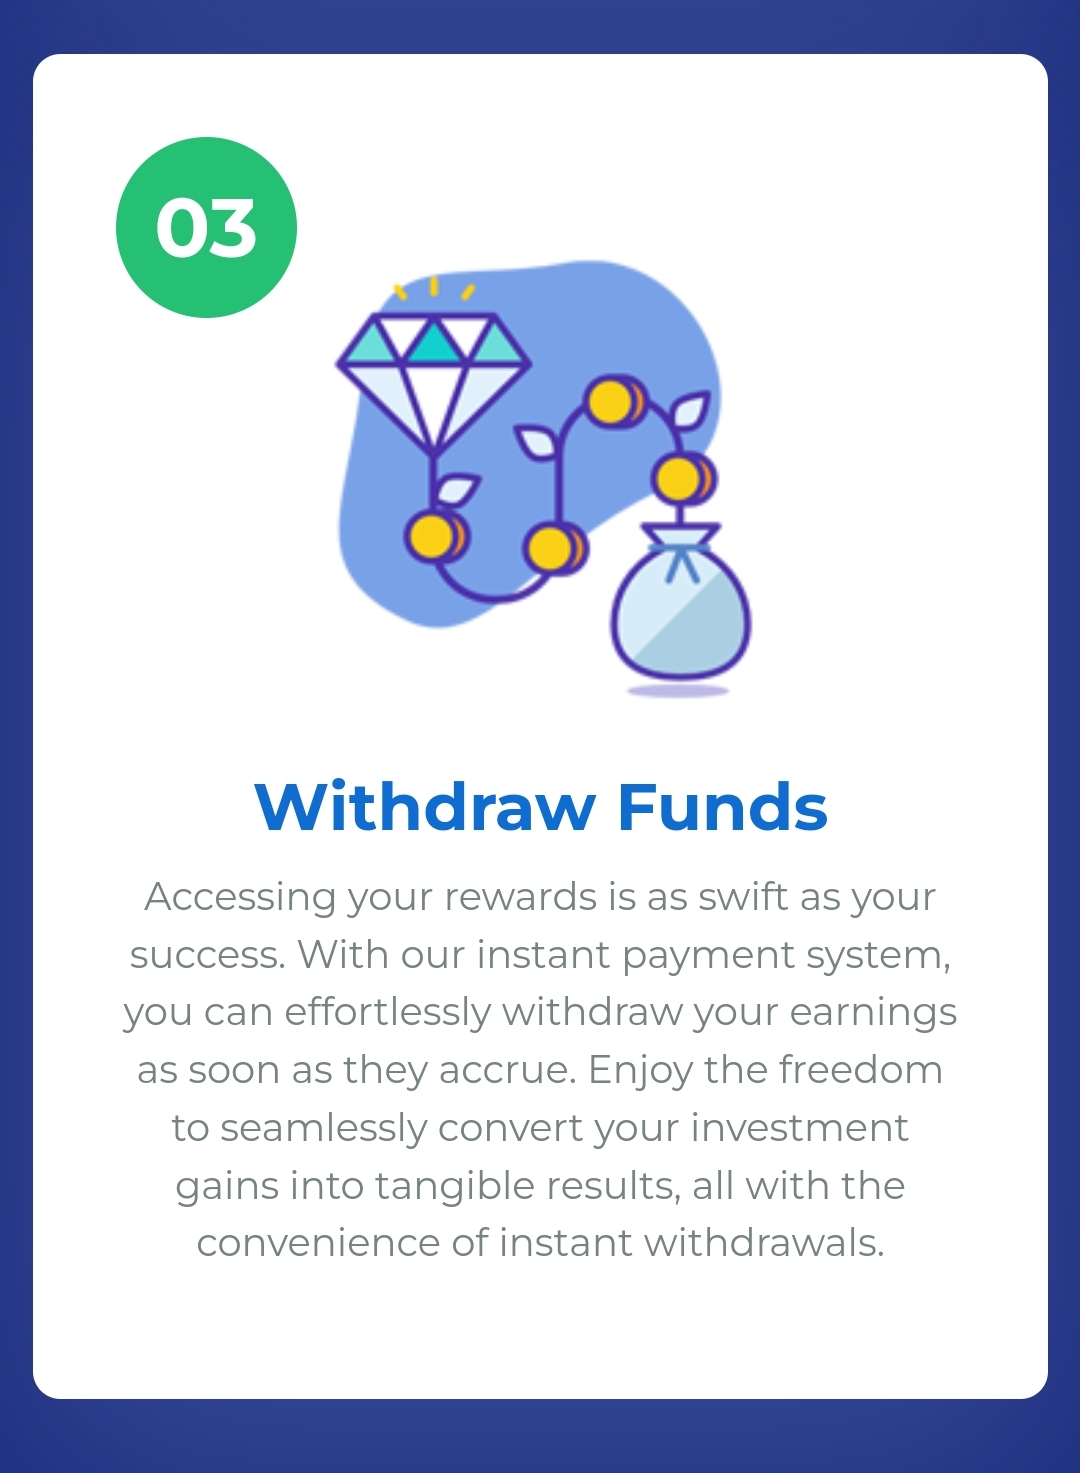 03
Withdraw Funds
Accessing your rewards is as swift as your
success. With our instant payment system,
you can effortlessly withdraw your earnings
as soon as they accrue. Enjoy the freedom
to seamlessly convert your investment
gains into tangible results, all with the
convenience of instant withdrawals.